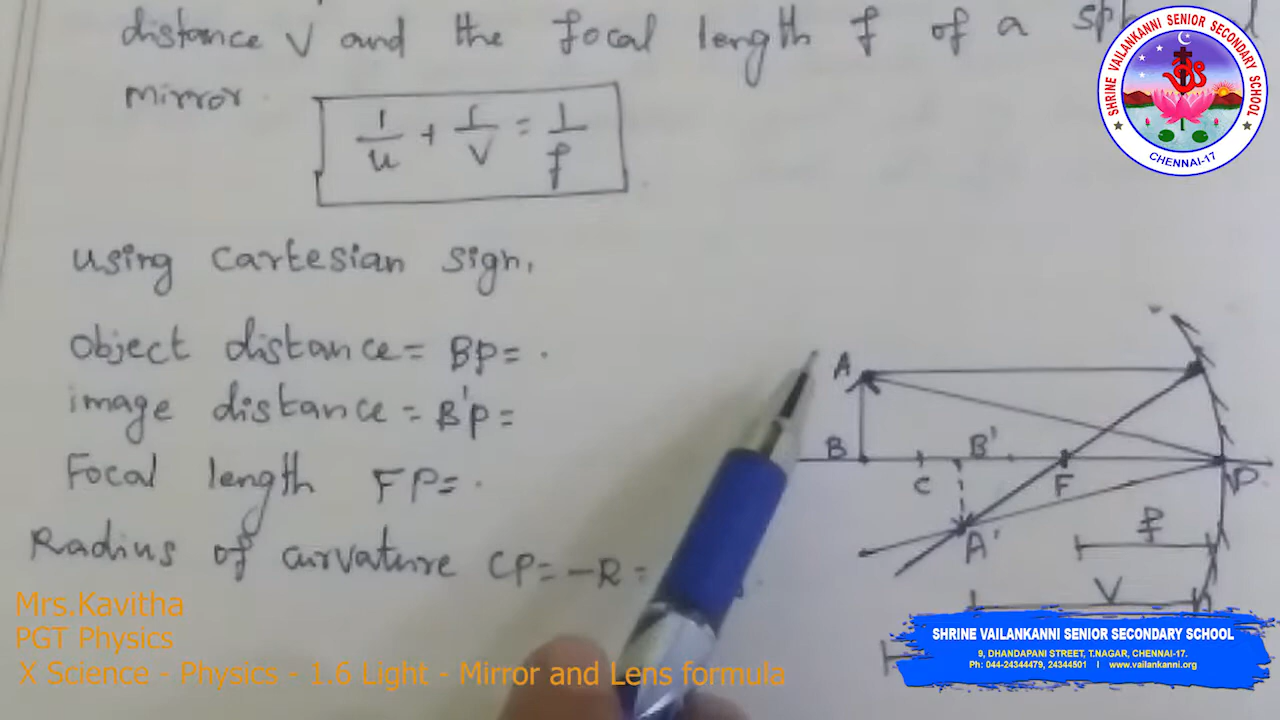 distance v and the focal length f of a
mirror.
1/u + 1/v = 1/f
using cartesian sign,
Object distance = BP = .
image distance = B'P =
Focal length FP = .
Radius of curvature CP = -R =
A
B
C
B'
F
P
A'
f
V
SHRINE VAILANKANNI SENIOR SECONDARY SCHOOL
CHENNAI-17
Mrs.Kavitha
PGT Physics
X Science - Physics - 1.6 Light - Mirror and Lens formula
SHRINE VAILANKANNI SENIOR SECONDARY SCHOOL
9, DHANDAPANI STREET, T.NAGAR, CHENNAI-17.
Ph: 044-24344479, 24344501 | www.vailankanni.org